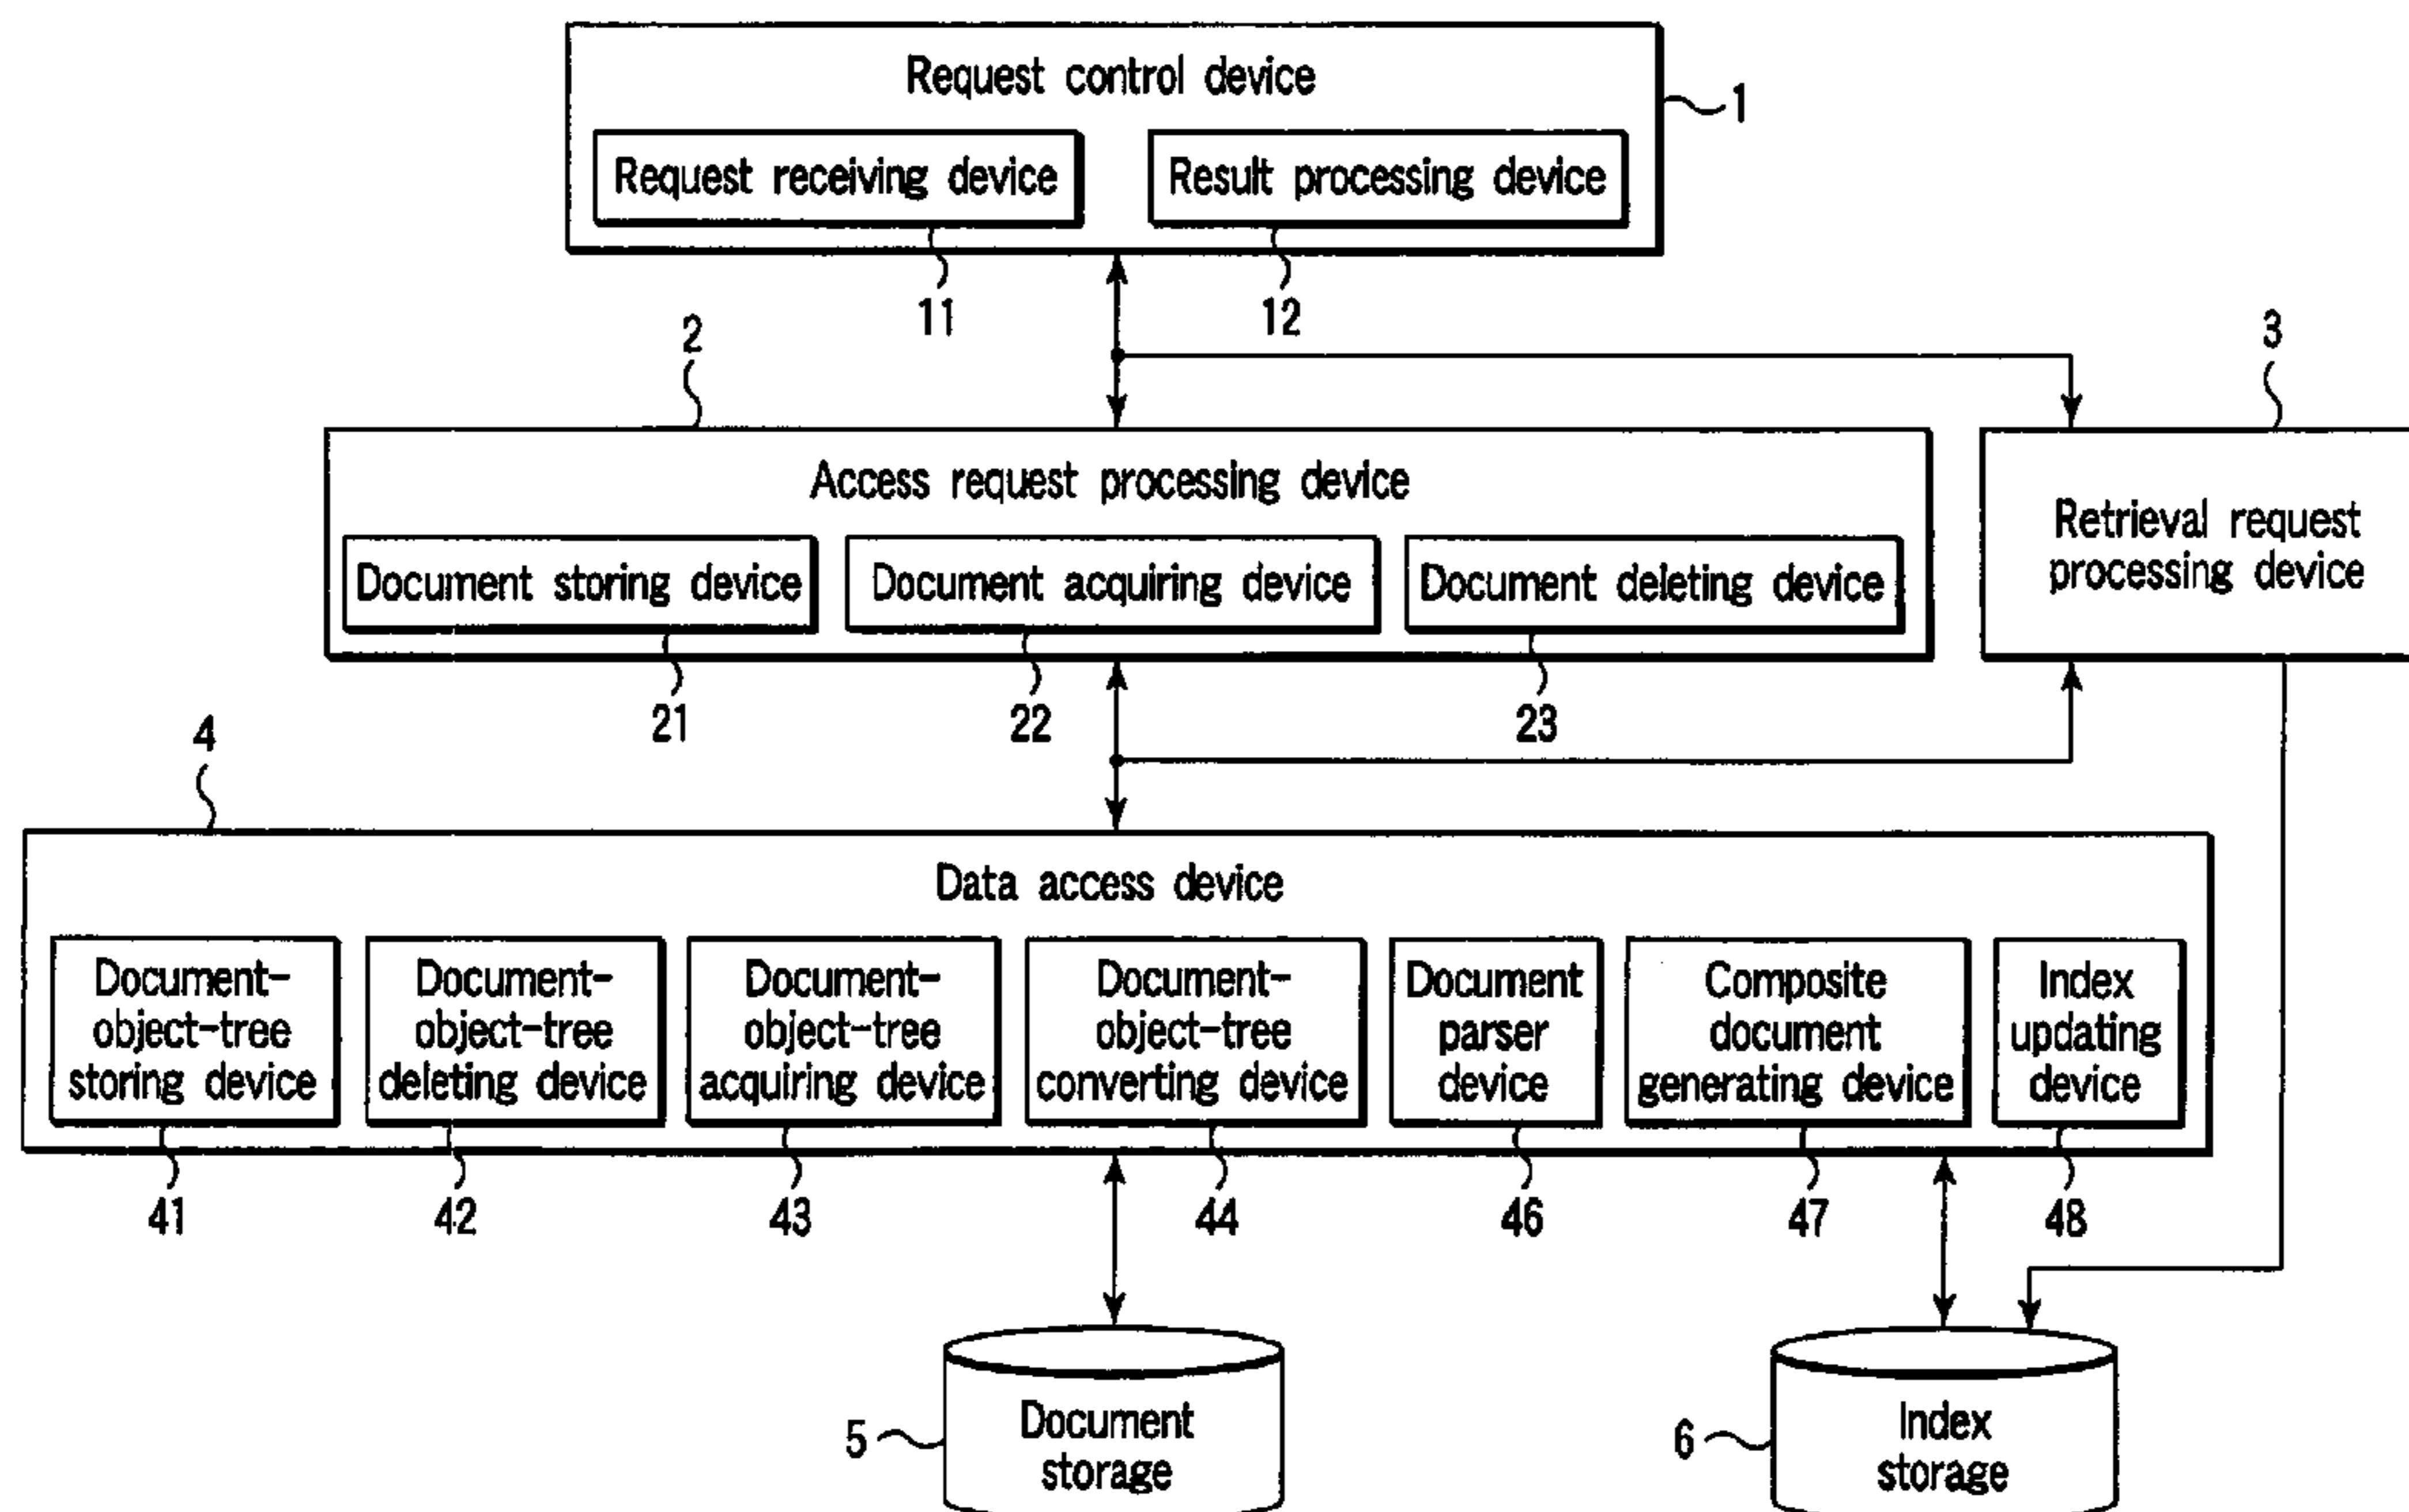 Request control device
1
Request receiving device
Result processing device
11
12
2
3
Access request processing device
Retrieval request
processing device
Document storing device
Document acquiring device
Document deleting device
21
22
23
4
Data access device
Document-
object-tree
storing device
Document-
object-tree
deleting device
Document-
object-tree
acquiring device
Document-
object-tree
converting device
Document
parser
device
Composite
document
generating device
Index
updating
device
41
42
43
44
46
47
48
5
Document
storage
6
Index
storage